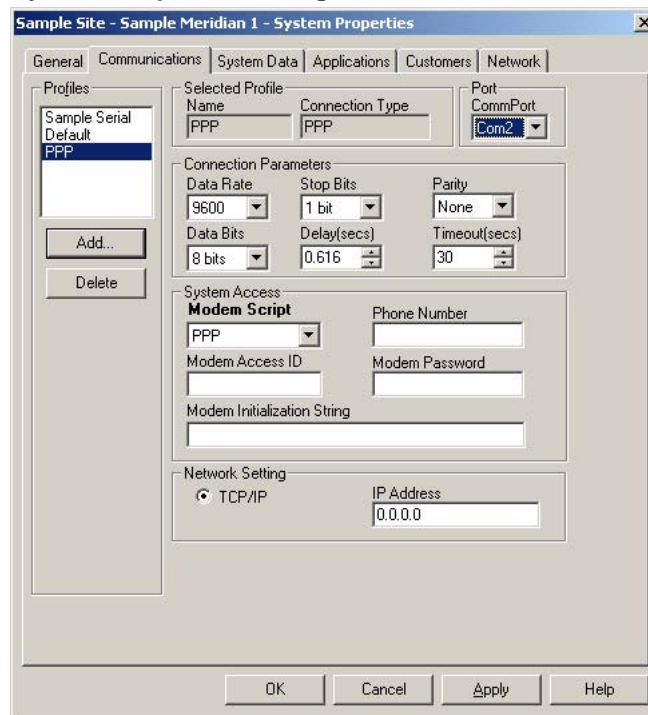 Sample Site - Sample Meridian 1 - System Properties
General Communications System Data Applications Customers Network
Profiles
Sample Serial
Default
PPP
Add...
Delete
Selected Profile
Name Connection Type
PPP PPP
Port
CommPort
Com2
Connection Parameters
Data Rate Stop Bits Parity
9600 1 bit None
Data Bits Delay(secs) Timeout(secs)
8 bits 0.616 30
System Access
Modem Script Phone Number
PPP
Modem Access ID Modem Password
Modem Initialization String
Network Setting
TCP/IP IP Address
0.0.0.0
OK Cancel Apply Help